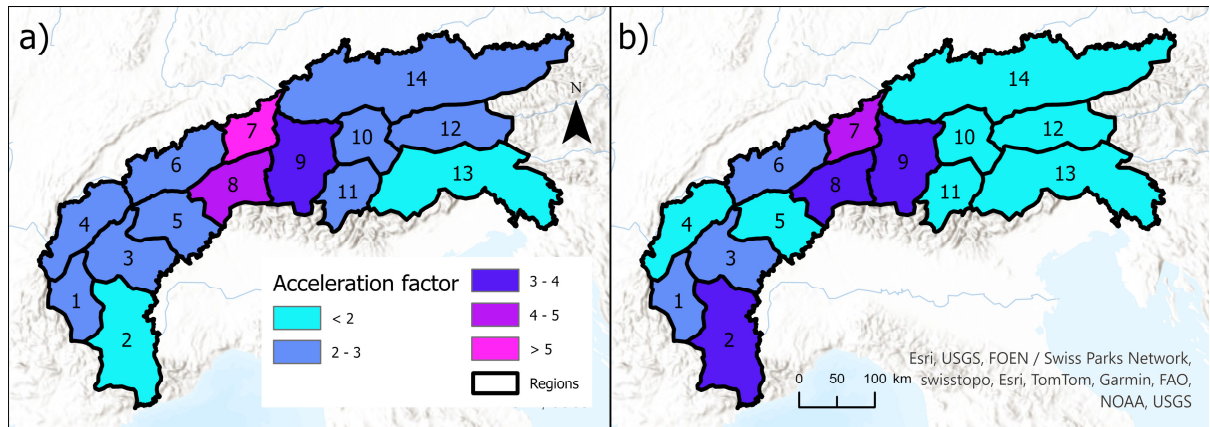 a)
14
N
7
10
12
9
6
8
13
11
4
5
3
1
2
Acceleration factor
< 2
2 - 3
3 - 4
4 - 5
> 5
Regions
b)
14
7
10
12
9
6
8
13
11
4
5
3
1
2
0 50 100 km
Esri, USGS, FOEN / Swiss Parks Network,
swisstopo, Esri, TomTom, Garmin, FAO,
NOAA, USGS